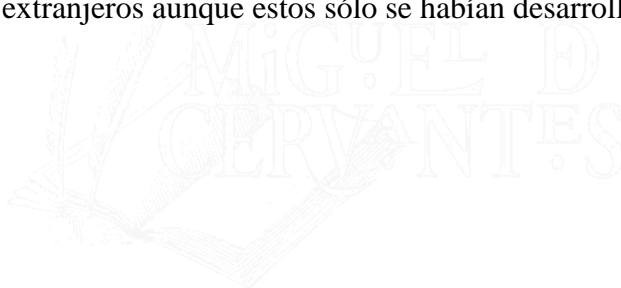 extranjeros aunque estos sólo se habían desarroll
MiGUEL D
CERVANTES